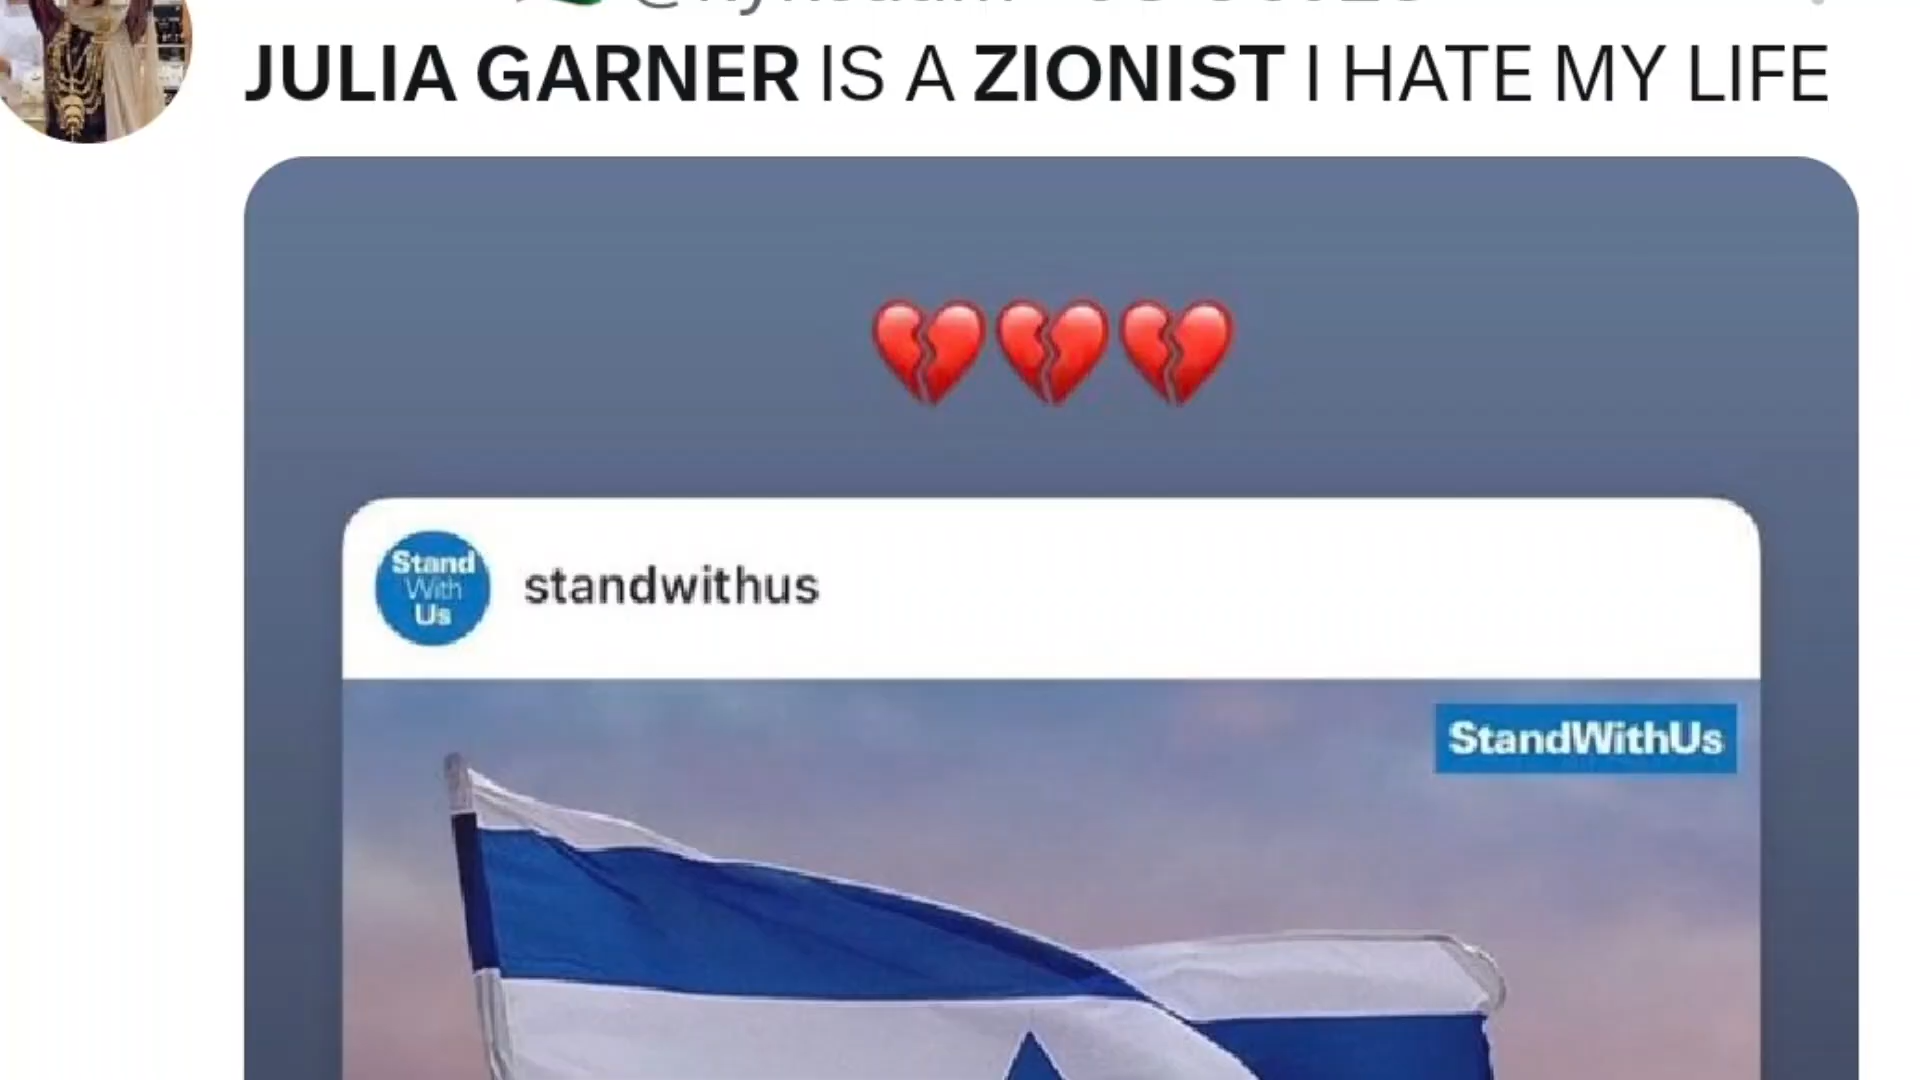 JULIA GARNER IS A ZIONIST I HATE MY LIFE
Stand
With
Us
standwithus
StandWithUs